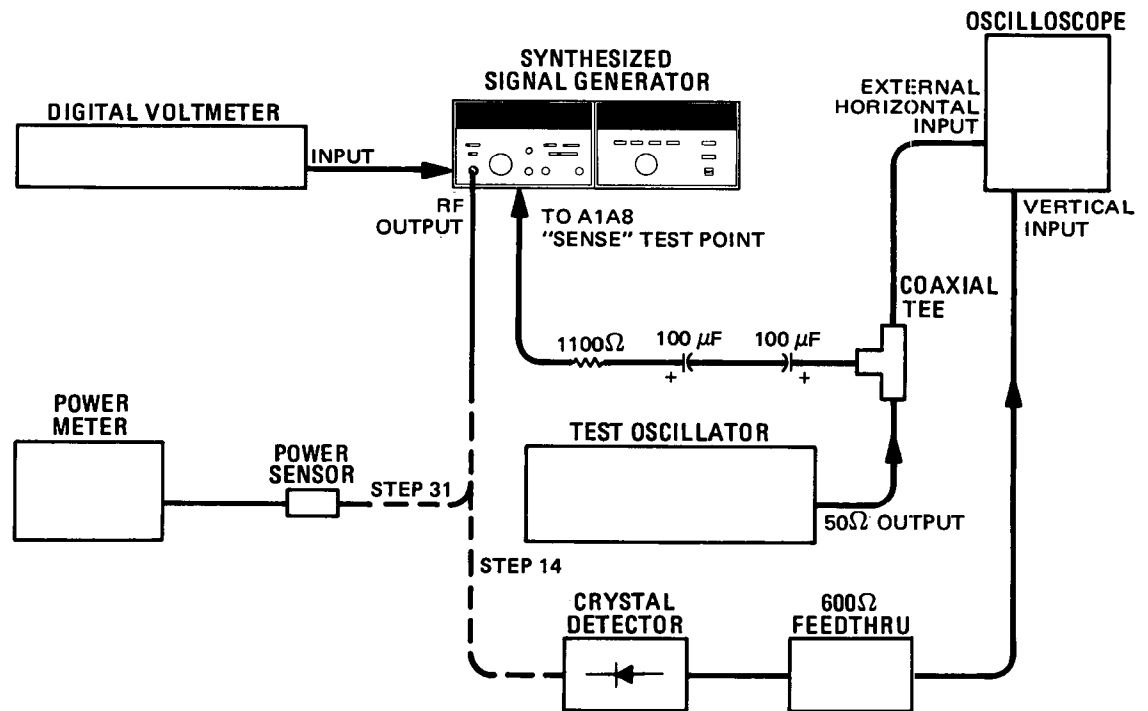 OSCILLOSCOPE
SYNTHESIZED
SIGNAL GENERATOR
DIGITAL VOLTMETER
EXTERNAL
HORIZONTAL
INPUT
INPUT
RF
OUTPUT
TO A1A8
"SENSE" TEST POINT
VERTICAL
INPUT
COAXIAL
TEE
1100Ω
100 μF
100 μF
+
+
POWER
METER
POWER
SENSOR
TEST OSCILLATOR
STEP 31
50Ω OUTPUT
STEP 14
CRYSTAL
DETECTOR
600Ω
FEEDTHRU